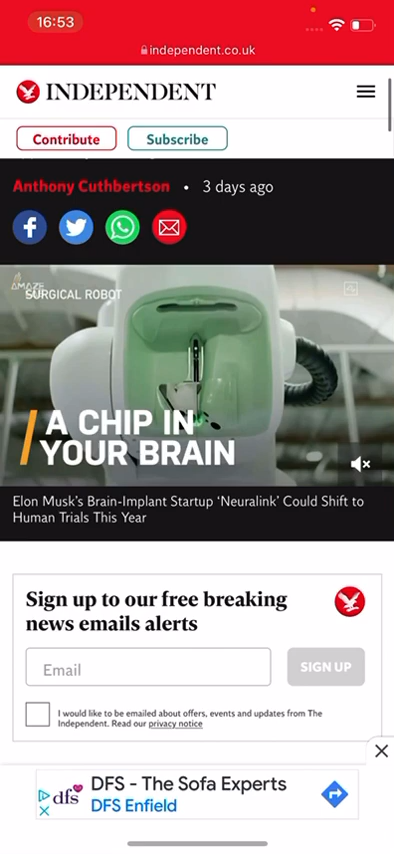 16:53
independent.co.uk
INDEPENDENT
Contribute
Subscribe
Anthony Cuthbertson • 3 days ago
AMAZE
SURGICAL ROBOT
A CHIP IN
YOUR BRAIN
Elon Musk's Brain-Implant Startup ‘Neuralink’ Could Shift to
Human Trials This Year
Sign up to our free breaking
news emails alerts
Email
SIGN UP
I would like to be emailed about offers, events and updates from The
Independent. Read our privacy notice
dfs
DFS - The Sofa Experts
DFS Enfield